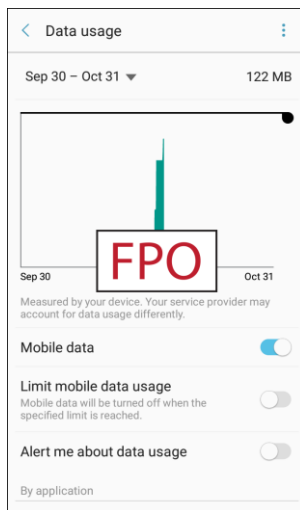 Data usage
Sep 30 – Oct 31 122 MB
FPO
Sep 30 Oct 31
Measured by your device. Your service provider may
account for data usage differently.
Mobile data
Limit mobile data usage
Mobile data will be turned off when the
specified limit is reached.
Alert me about data usage
By application